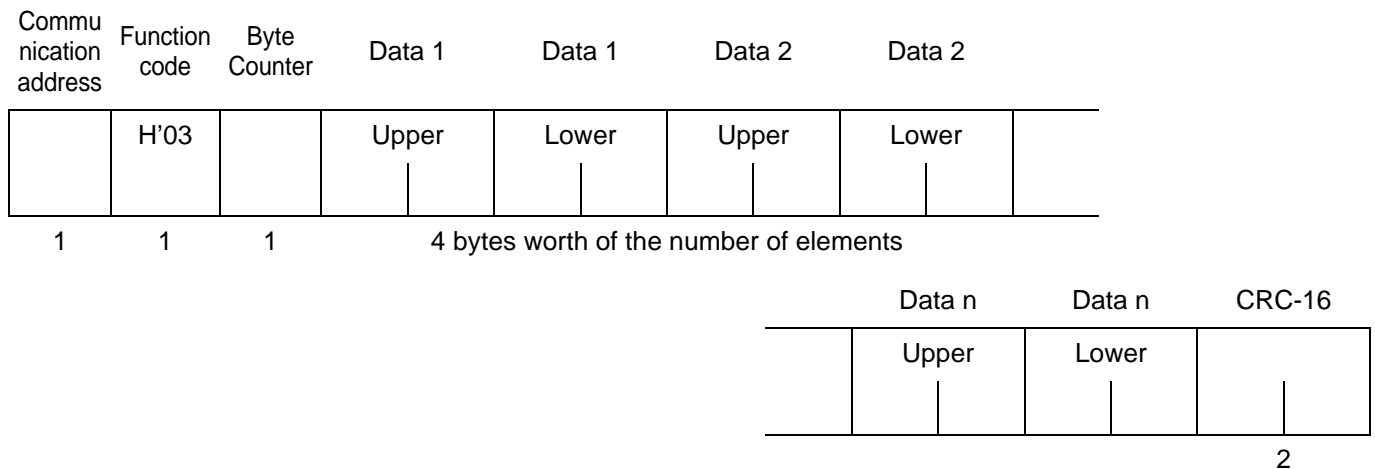 Commu
nication
address
Function
code
Byte
Counter
Data 1
Data 1
Data 2
Data 2
H'03
Upper
Lower
Upper
Lower
1
1
1
4 bytes worth of the number of elements
Data n
Data n
CRC-16
Upper
Lower
2